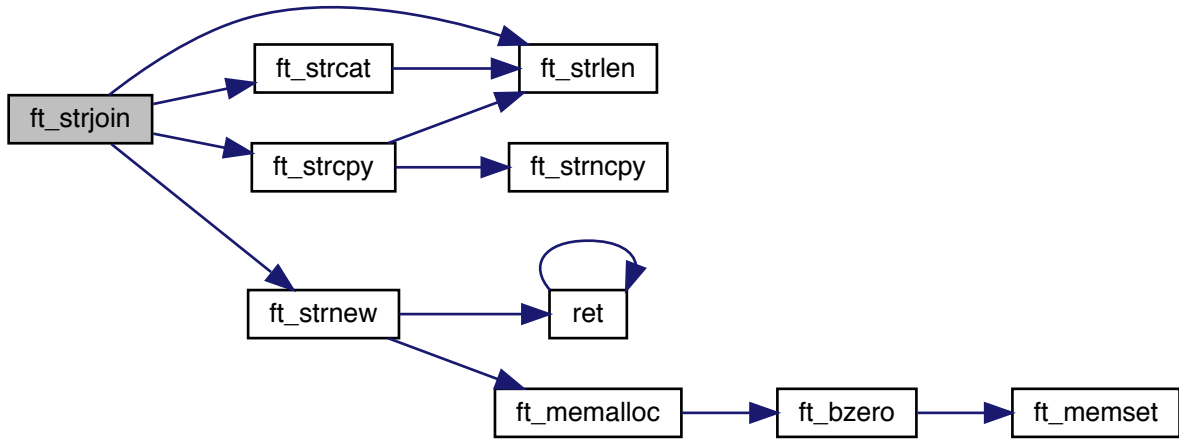 ft_strjoin
ft_strcat
ft_strlen
ft_strcpy
ft_strncpy
ft_strnew
ret
ft_memalloc
ft_bzero
ft_memset